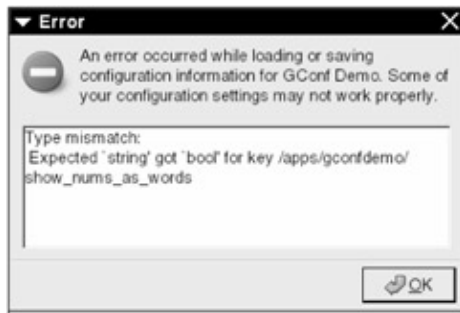 Error
An error occurred while loading or saving
configuration information for GConf Demo. Some of
your configuration settings may not work properly.
Type mismatch:
Expected `string' got `bool' for key /apps/gconfdemo/
show_nums_as_words
OK